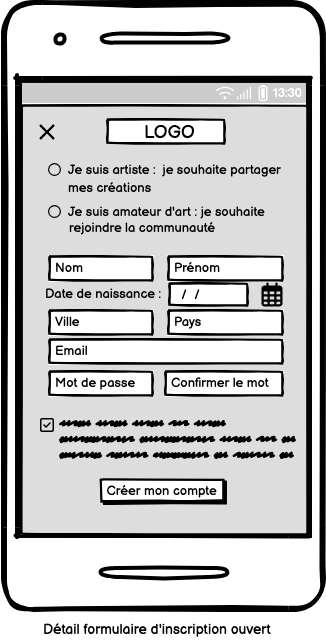 13:30
LOGO
Je suis artiste : je souhaite partager
mes créations
Je suis amateur d'art : je souhaite
rejoindre la communauté
Nom Prénom
Date de naissance : / /
Ville Pays
Email
Mot de passe Confirmer le mot
Créer mon compte
Détail formulaire d'inscription ouvert